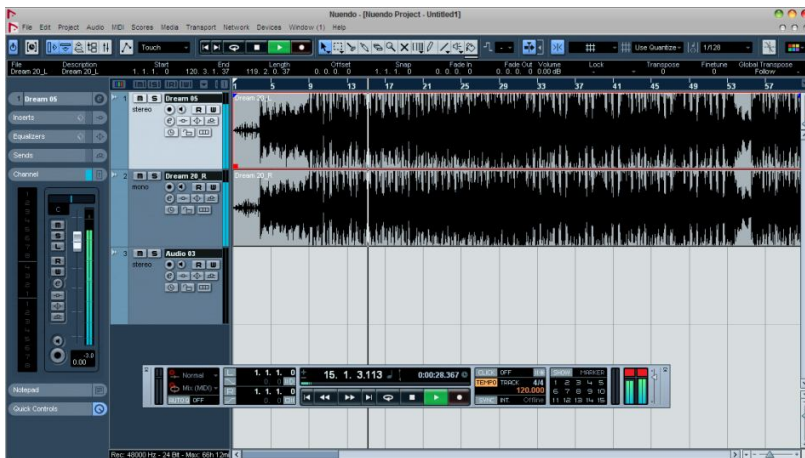 Nuendo - [Nuendo Project - Untitled1]
File Edit Project Audio MIDI Scores Media Transport Network Devices Window (1) Help
Touch
Use Quantize
1/128
File Description Start End Length Offset Snap Fade In Fade Out Volume Lock Transpose Finetune Global Transpose
Dream 20_L Dream 20_L 1. 1. 1. 0 120. 3. 1. 37 119. 2. 0. 37 0. 0. 0. 0 1. 1. 1. 0 0. 0. 0. 0 0. 0. 0. 0 0.00 dB - 0 0 Follow
1 5 9 13 17 21 25 29 33 37 41 45 49 53 57
Dream 05
Inserts
Equalizers
Sends
Channel
C
M
S
L
R
W
e
-3.0
0.00
Notepad
Quick Controls
1 M S Dream 05
stereo R W
Dream 20_L
2 M S Dream 20_R
mono R W
Dream 20_R
3 M S Audio 03
stereo R W
Normal
Mix (MIDI)
AUTO Q OFF
L 1. 1. 1. 0
R 1. 1. 1. 0
15. 1. 3.113 0:00:28.367
CLICK OFF
TEMPO TRACK 4/4
120.000
SYNC INT. Offline
SHOW MARKER
1 2 3 4 5
6 7 8 9 10
11 12 13 14 15
Rec: 48000 Hz - 24 Bit - Max: 66h 12mi